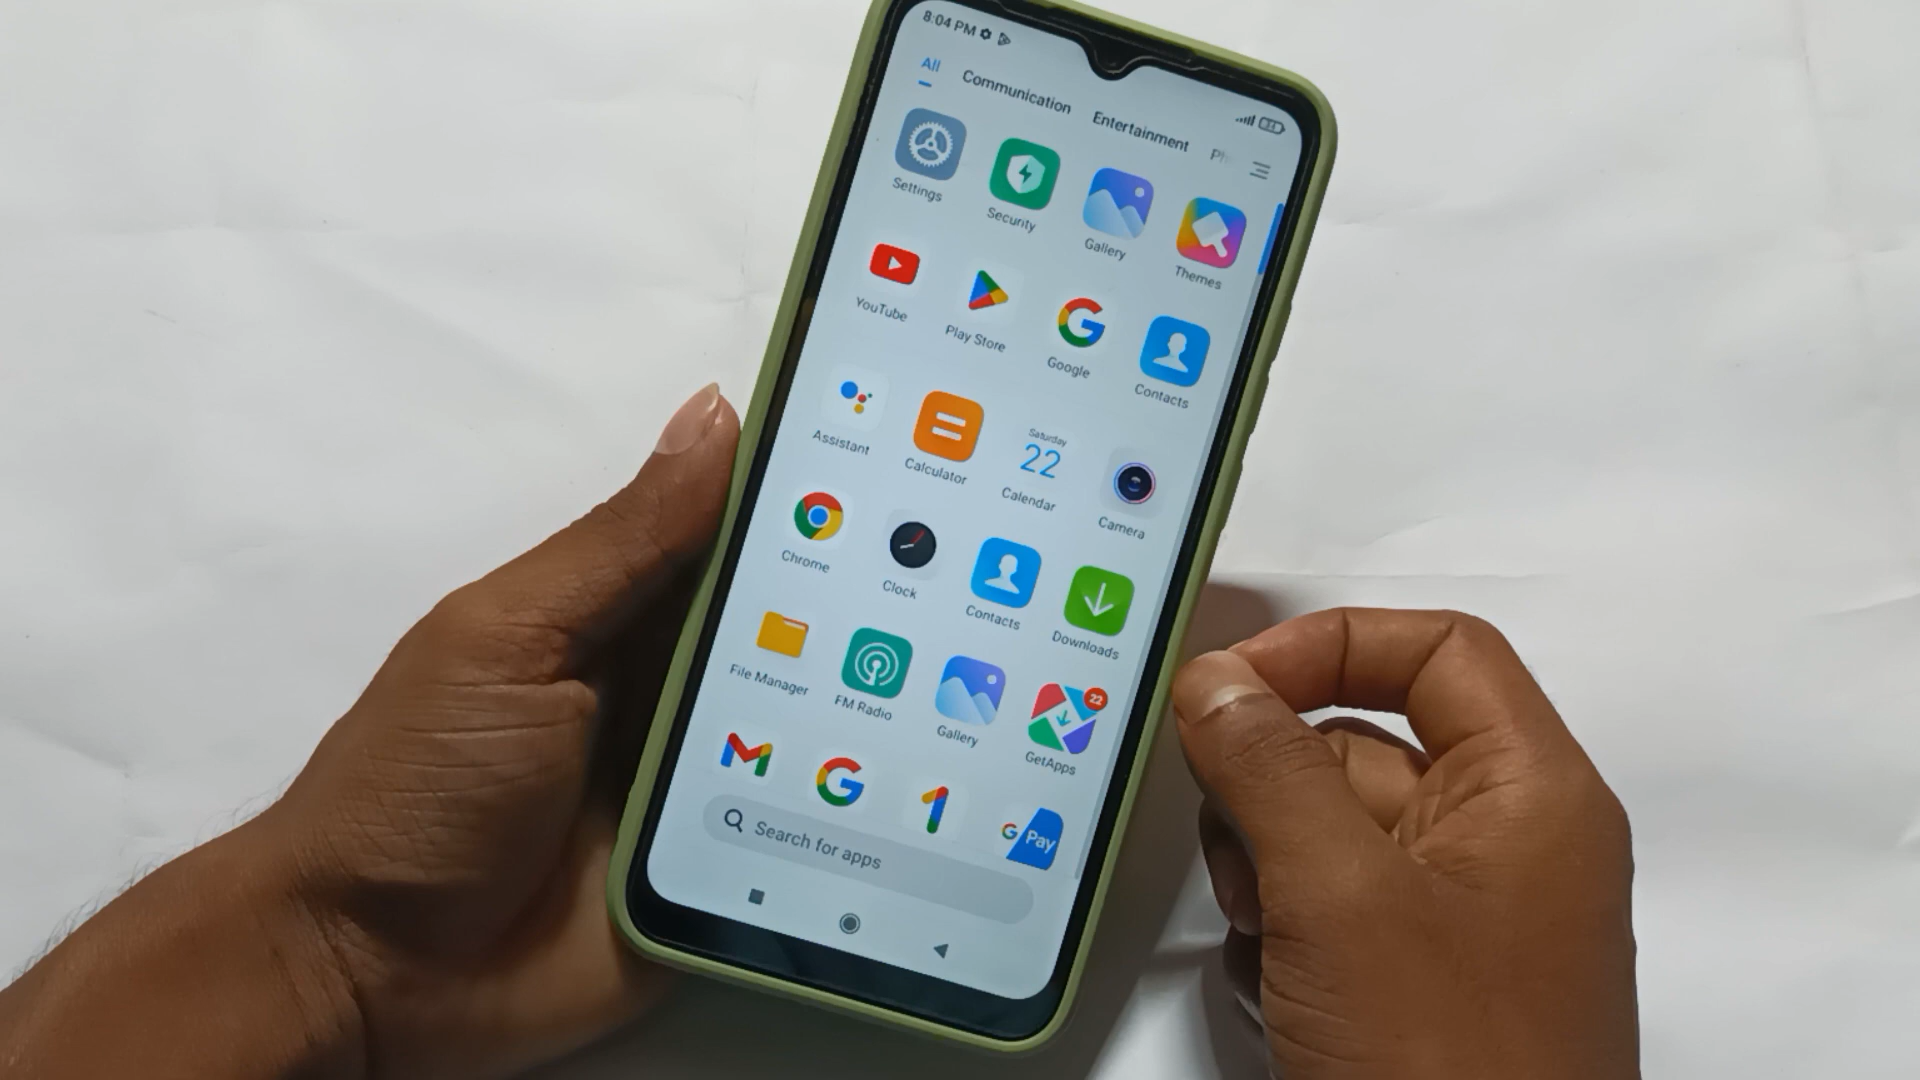 8:04 PM
All Communication Entertainment
Settings Security Gallery Themes
YouTube Play Store Google Contacts
Saturday
22
Assistant Calculator Calendar Camera
Chrome Clock Contacts Downloads
22
File Manager FM Radio Gallery GetApps
G Pay
Search for apps